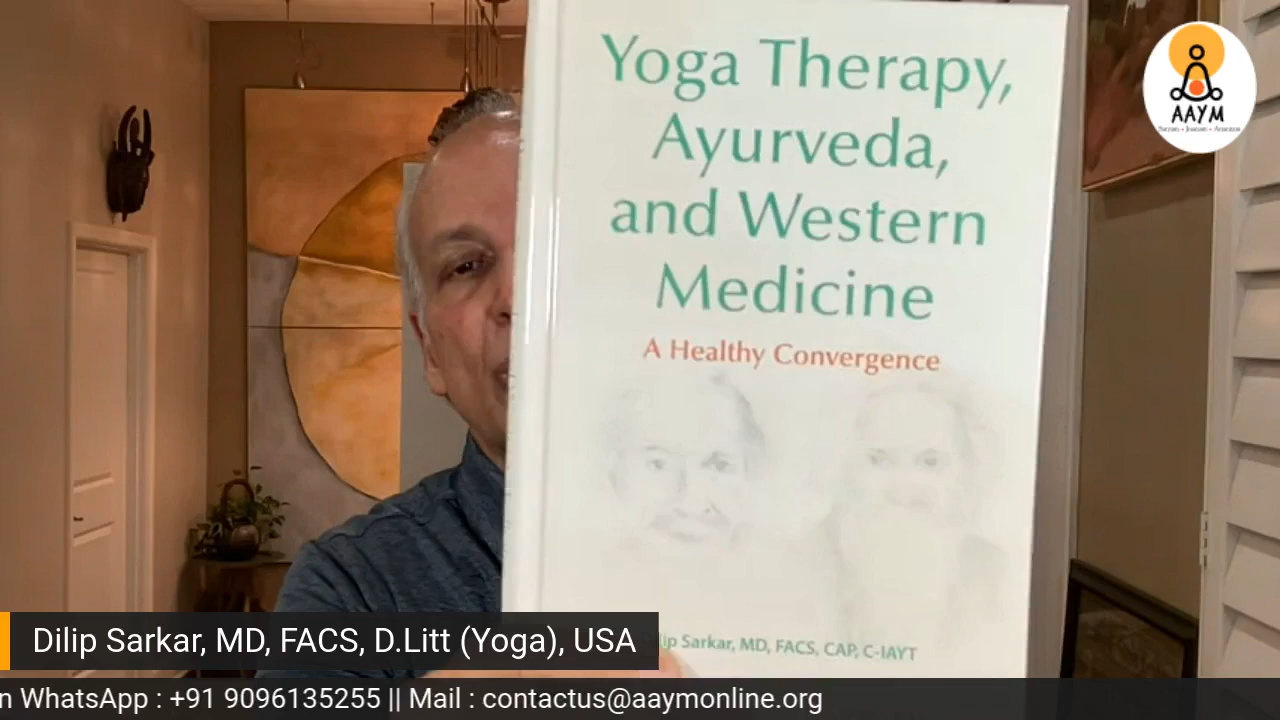 Yoga Therapy,
Ayurveda,
and Western
Medicine
A Healthy Convergence
Sarkar, MD, FACS, CAP, C-IAYT
AAYM
Dilip Sarkar, MD, FACS, D.Litt (Yoga), USA
WhatsApp : +91 9096135255 || Mail : contactus@aaymonline.org